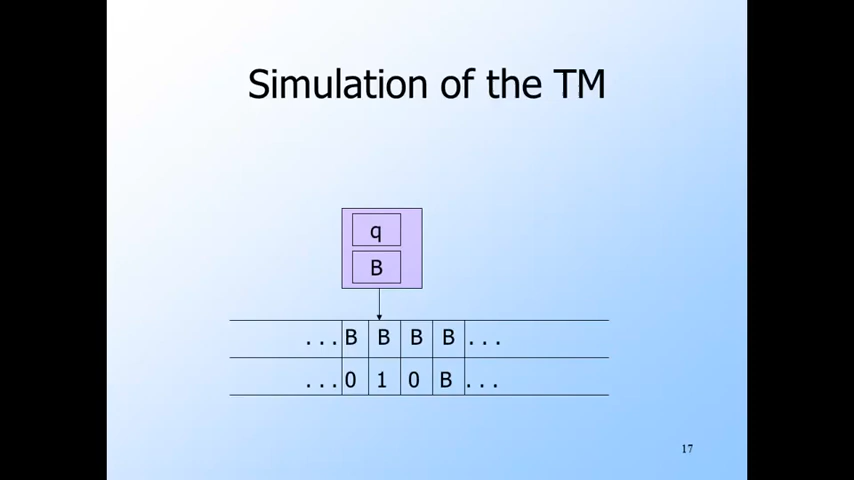 Simulation of the TM
q
B
. . . B B B B . . .
. . . 0 1 0 B . . .
17